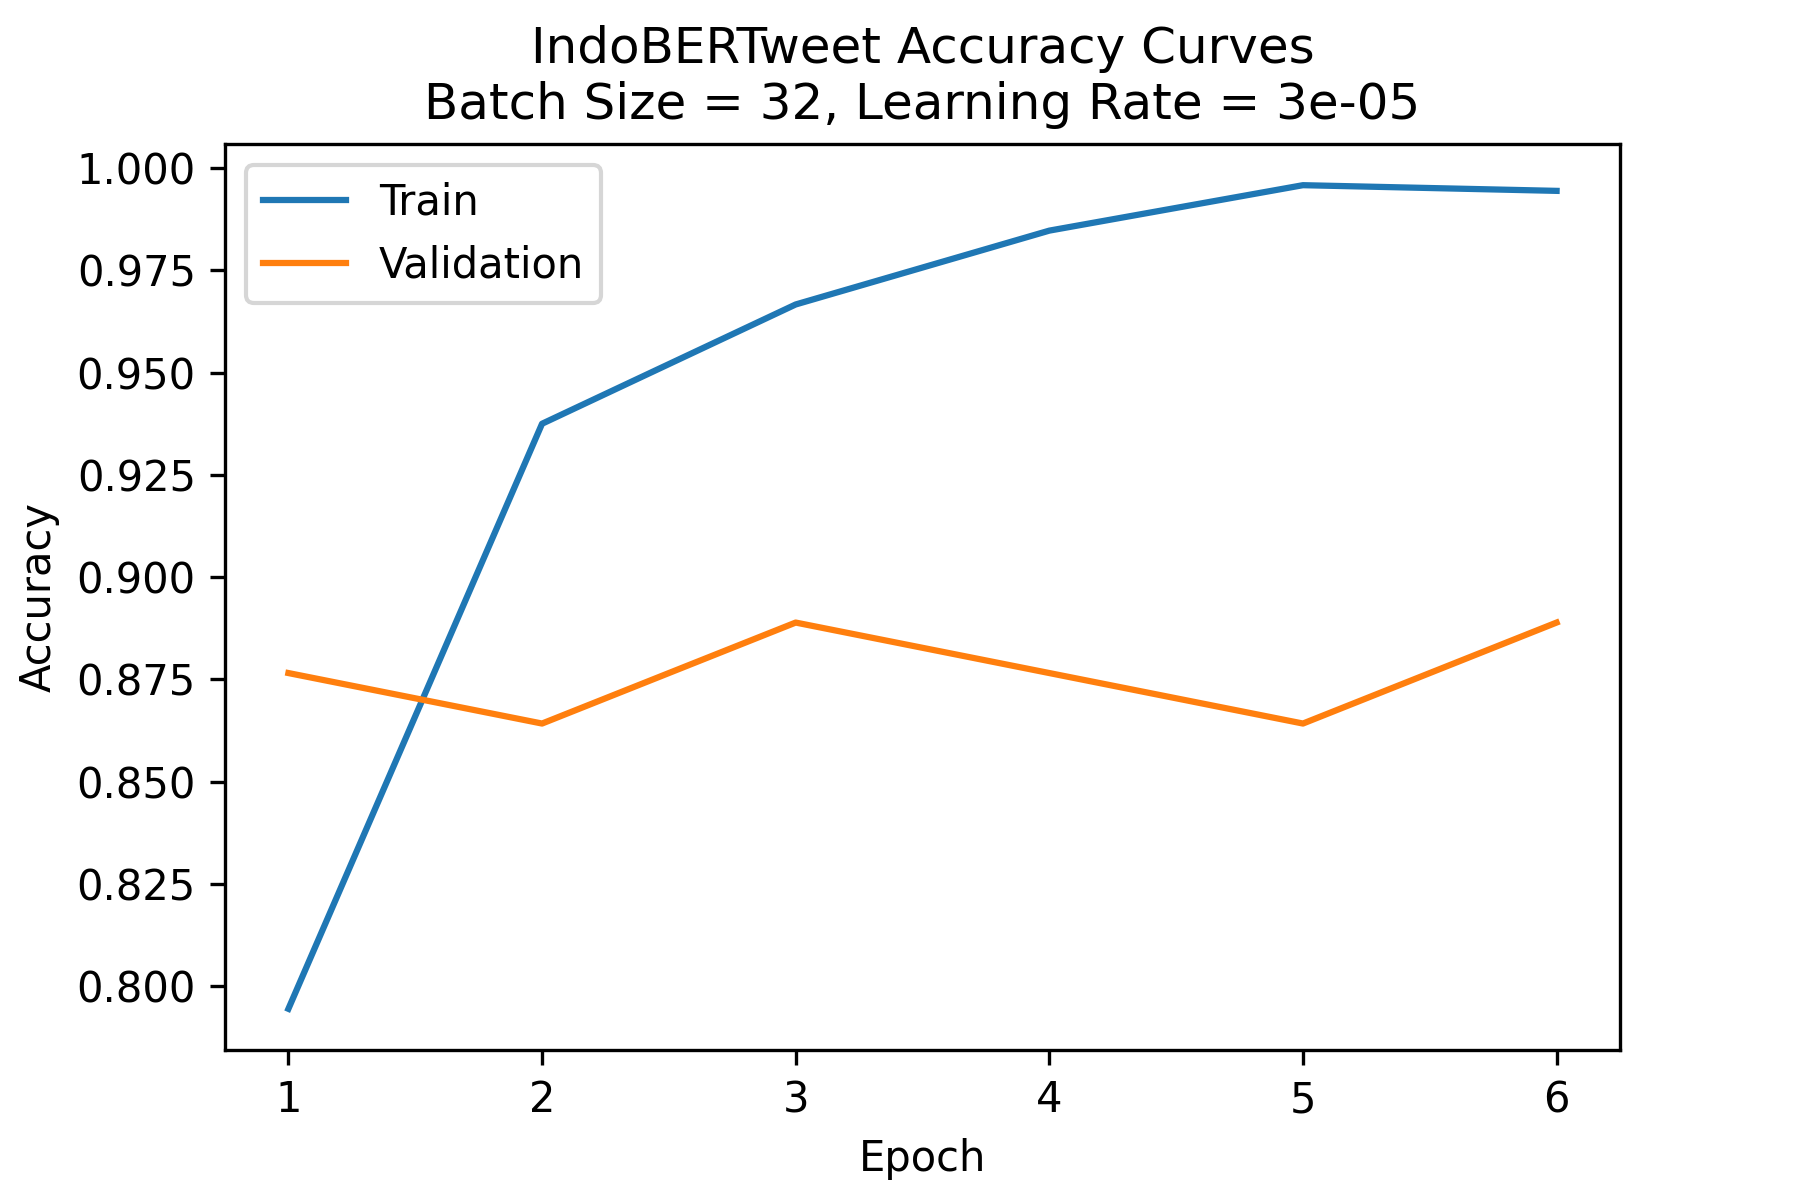 IndoBERTweet Accuracy Curves
Batch Size = 32, Learning Rate = 3e-05
Train
Validation
1.000
0.975
0.950
0.925
0.900
0.875
0.850
0.825
0.800
Accuracy
1 2 3 4 5 6
Epoch